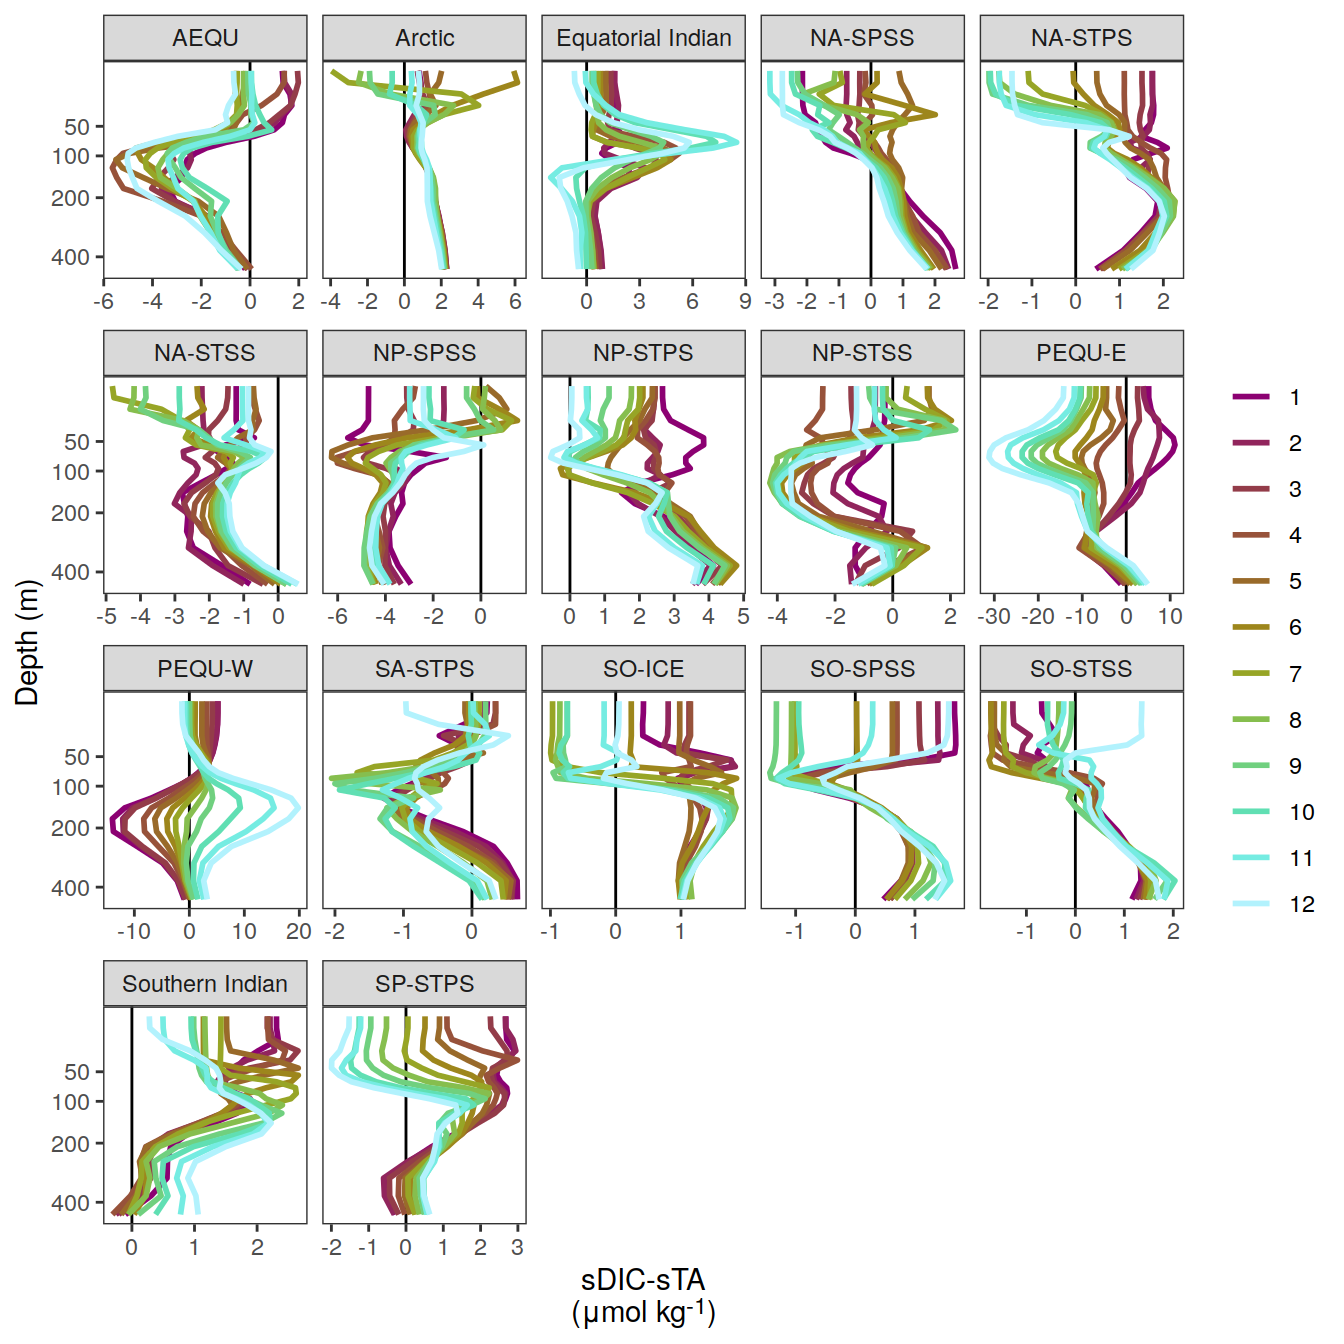 AEQU Arctic Equatorial Indian NA-SPSS NA-STPS
50
100
200
400
-6 -4 -2 0 2 -4 -2 0 2 4 6 0 3 6 9 -3 -2 -1 0 1 2 -2 -1 0 1 2
NA-STSS NP-SPSS NP-STPS NP-STSS PEQU-E
50
100
200
400
-5 -4 -3 -2 -1 0 -6 -4 -2 0 0 1 2 3 4 5 -4 -2 0 2 -30 -20 -10 0 10
PEQU-W SA-STPS SO-ICE SO-SPSS SO-STSS
50
100
200
400
-10 0 10 20 -2 -1 0 -1 0 1 -1 0 1 -1 0 1 2
Southern Indian SP-STPS
50
100
200
400
0 1 2 -2 -1 0 1 2 3
Depth (m)
sDIC-sTA
(µmol kg-1)
1
2
3
4
5
6
7
8
9
10
11
12